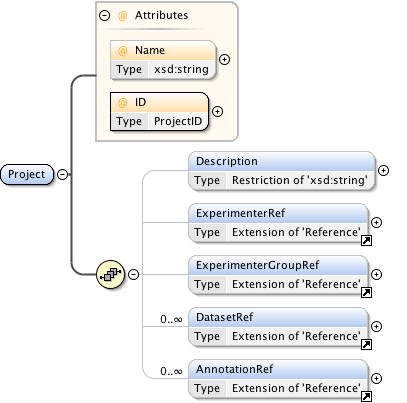 @ Attributes
@ Name
Type xsd:string
@ ID
Type ProjectID
Project
Description
Type Restriction of 'xsd:string'
ExperimenterRef
Type Extension of 'Reference'
ExperimenterGroupRef
Type Extension of 'Reference'
0..∞ DatasetRef
Type Extension of 'Reference'
0..∞ AnnotationRef
Type Extension of 'Reference'